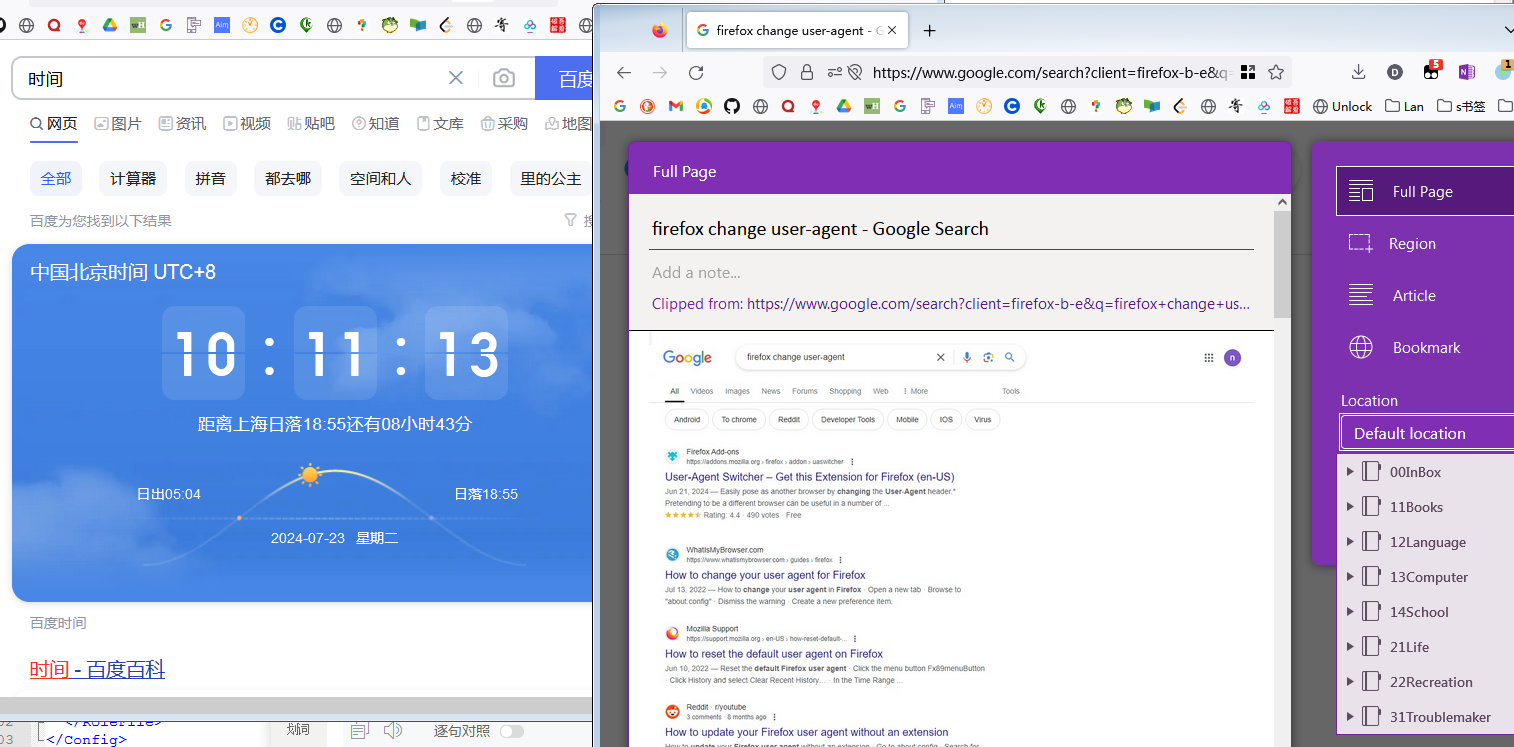 时间
百度
网页
图片
资讯
视频
贴吧
知道
文库
采购
地图
全部
计算器
拼音
都去哪
空间和人
校准
里的公主
百度为您找到以下结果
中国北京时间 UTC+8
10 : 11 : 13
距离上海日落18:55还有08小时43分
日出05:04
日落18:55
2024-07-23 星期二
百度时间
时间 - 百度百科
03
</Config>
划词
逐句对照
firefox change user-agent - G
https://www.google.com/search?client=firefox-b-e&q=
5
1
Unlock
Lan
s书签
Full Page
firefox change user-agent - Google Search
Add a note...
Clipped from: https://www.google.com/search?client=firefox-b-e&q=firefox+change+us...
Google
firefox change user-agent
n
All Videos Images News Forums Shopping Web More Tools
Android To chrome Reddit Developer Tools Mobile IOS Virus
Firefox Add-ons
https://addons.mozilla.org › firefox › addon › uaswitcher
User-Agent Switcher – Get this Extension for Firefox (en-US)
Jun 21, 2024 — Easily pose as another browser by changing the User-Agent header."
Pretending to be a different browser can be useful in a number of ...
Rating: 4.4 · 490 votes · Free
WhatIsMyBrowser.com
https://www.whatismybrowser.com › guides › firefox
How to change your user agent for Firefox
Jul 13, 2022 — How to change your user agent in Firefox · Open a new tab · Browse to
"about:config" · Dismiss the warning · Create a new preference item.
Mozilla Support
https://support.mozilla.org › en-US › how-reset-default-...
How to reset the default user agent on Firefox
Jun 10, 2022 — Reset the default Firefox user agent · Click the menu button Fx89menuButton
· Click History and select Clear Recent History… · In the Time Range ...
Reddit · r/youtube
3 comments · 8 months ago
How to update your Firefox user agent without an extension
Full Page
Region
Article
Bookmark
Location
Default location
00InBox
11Books
12Language
13Computer
14School
21Life
22Recreation
31Troublemaker